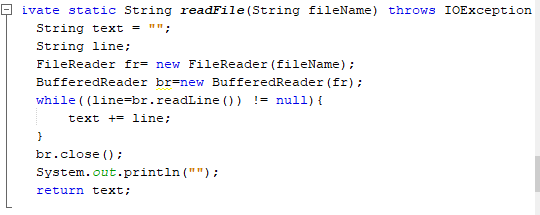 ivate static String readFile(String fileName) throws IOException
String text = "";
String line;
FileReader fr= new FileReader(fileName);
BufferedReader br=new BufferedReader(fr);
while((line=br.readLine()) != null){
text += line;
}
br.close();
System.out.println("");
return text;